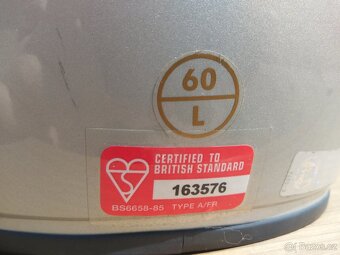 60
L
CERTIFIED TO
BRITISH STANDARD
163576
BS6658-85 TYPE A/FR